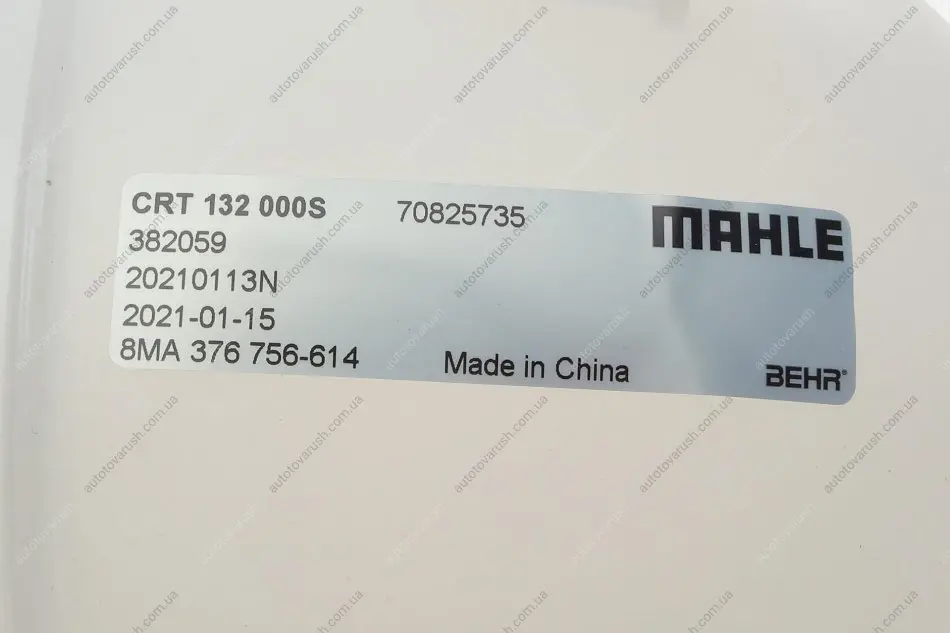 CRT 132 000S 70825735 MAHLE
382059
20210113N
2021-01-15
8MA 376 756-614 Made in China BEHR®
autotovarush.com.ua